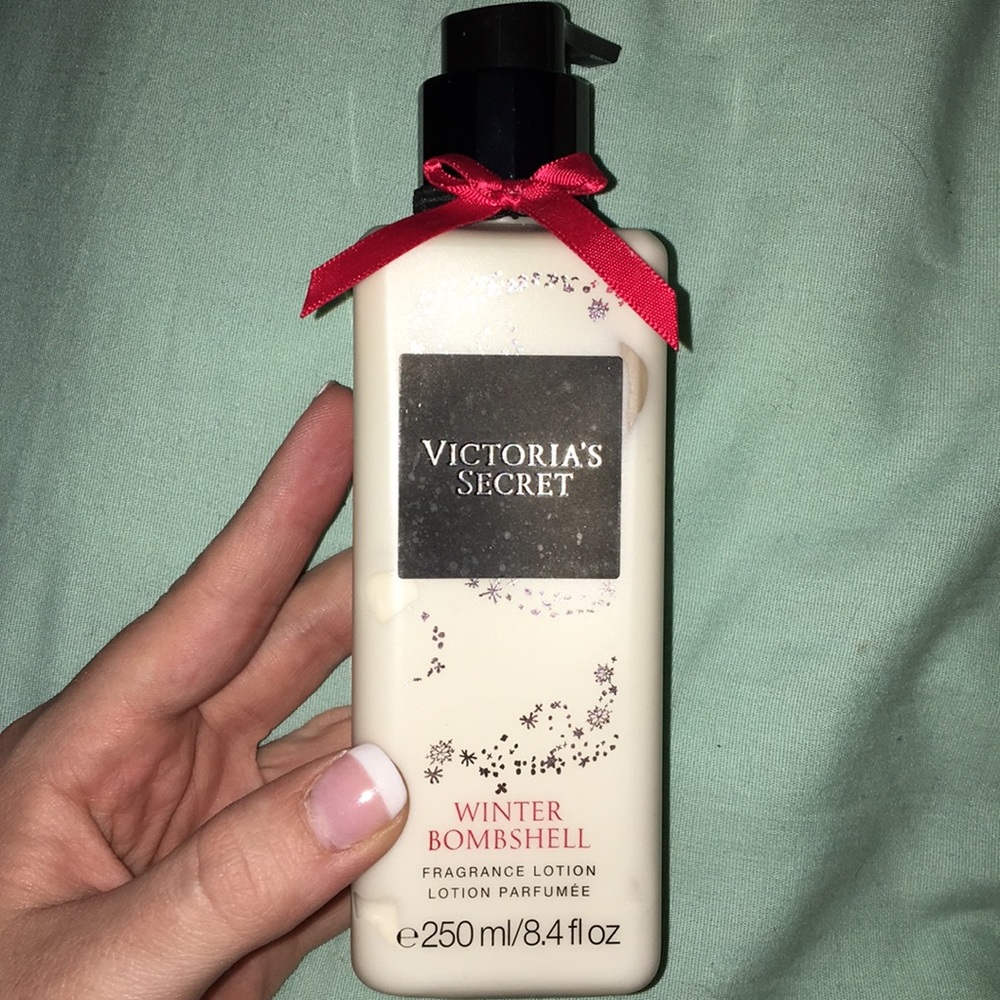 VICTORIA'S
SECRET
WINTER
BOMBSHELL
FRAGRANCE LOTION
LOTION PARFUMÉE
℮250 ml/8.4 fl oz